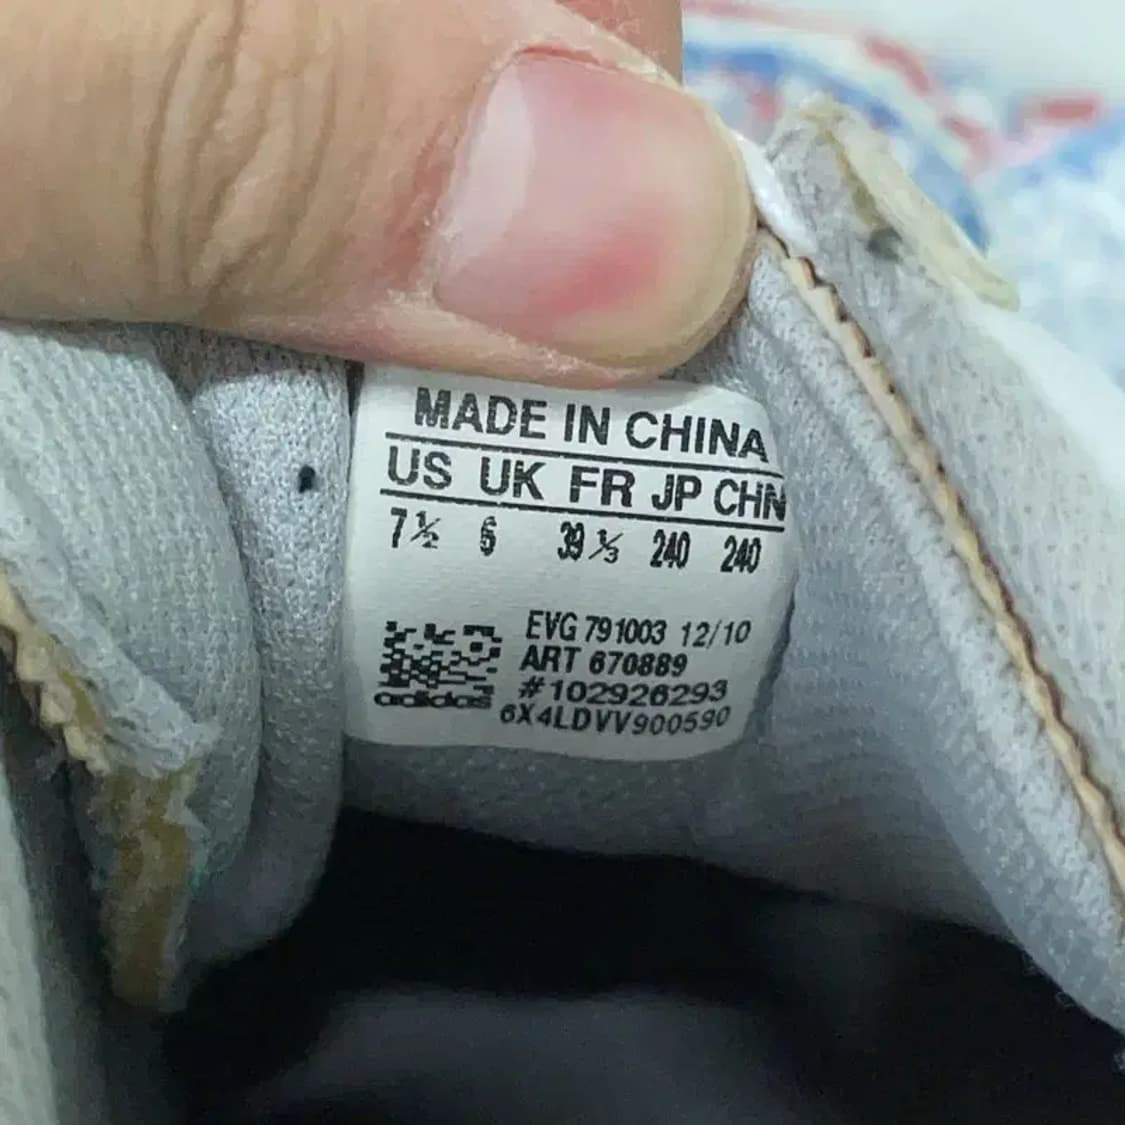 MADE IN CHINA
US UK FR JP CHN
7½ 6 39⅓ 240 240
EVG 791003 12/10
ART 670889
#102926293
adidas 6X4LDVV900590